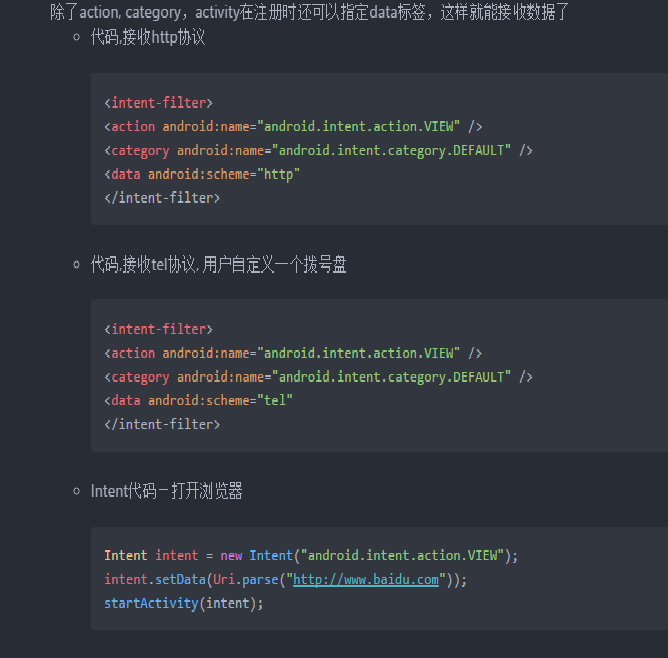 除了action, category，activity在注册时还可以指定data标签，这样就能接收数据了
代码,接收http协议
<intent-filter>
<action android:name="android.intent.action.VIEW" />
<category android:name="android.intent.category.DEFAULT" />
<data android:scheme="http"
</intent-filter>
代码,接收tel协议, 用户自定义一个拨号盘
<intent-filter>
<action android:name="android.intent.action.VIEW" />
<category android:name="android.intent.category.DEFAULT" />
<data android:scheme="tel"
</intent-filter>
Intent代码－打开浏览器
Intent intent = new Intent("android.intent.action.VIEW");
intent.setData(Uri.parse("http://www.baidu.com"));
startActivity(intent);